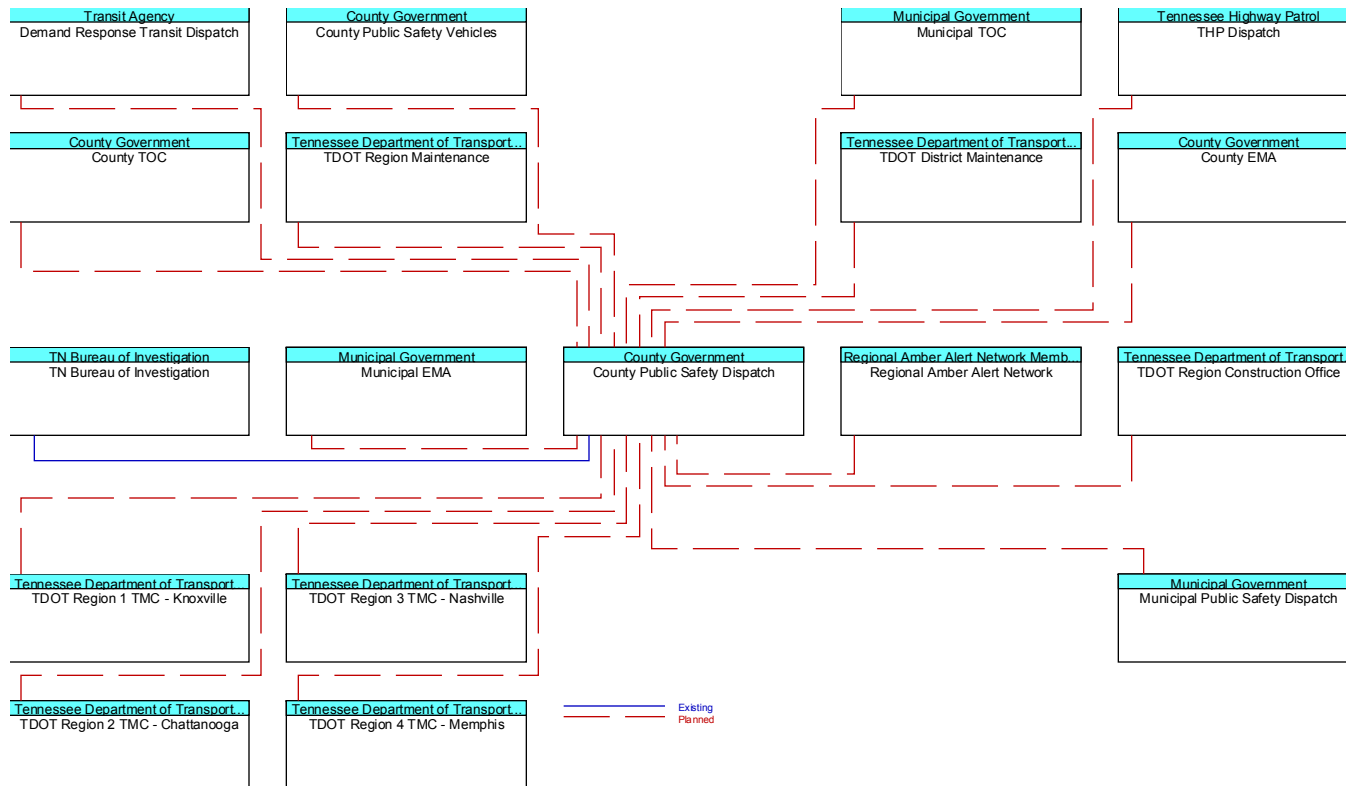 Transit Agency
Demand Response Transit Dispatch
County Government
County Public Safety Vehicles
Municipal Government
Municipal TOC
Tennessee Highway Patrol
THP Dispatch
County Government
County TOC
Tennessee Department of Transport...
TDOT Region Maintenance
Tennessee Department of Transport...
TDOT District Maintenance
County Government
County EMA
TN Bureau of Investigation
TN Bureau of Investigation
Municipal Government
Municipal EMA
County Government
County Public Safety Dispatch
Regional Amber Alert Network Memb...
Regional Amber Alert Network
Tennessee Department of Transport...
TDOT Region Construction Office
Tennessee Department of Transport...
TDOT Region 1 TMC - Knoxville
Tennessee Department of Transport...
TDOT Region 3 TMC - Nashville
Municipal Government
Municipal Public Safety Dispatch
Tennessee Department of Transport...
TDOT Region 2 TMC - Chattanooga
Tennessee Department of Transport...
TDOT Region 4 TMC - Memphis
Existing
Planned